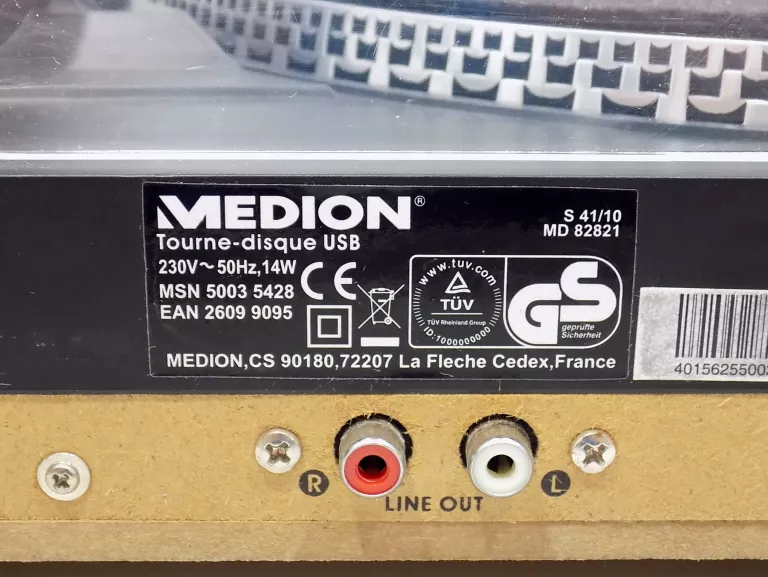 MEDION®
S 41/10
MD 82821
Tourne-disque USB
230V~50Hz,14W
MSN 5003 5428
EAN 2609 9095
CE
www.tuv.com
TÜV
TÜV Rheinland Group
ID:1000000000
GS
geprüfte
Sicherheit
MEDION,CS 90180,72207 La Fleche Cedex,France
R
LINE OUT
L